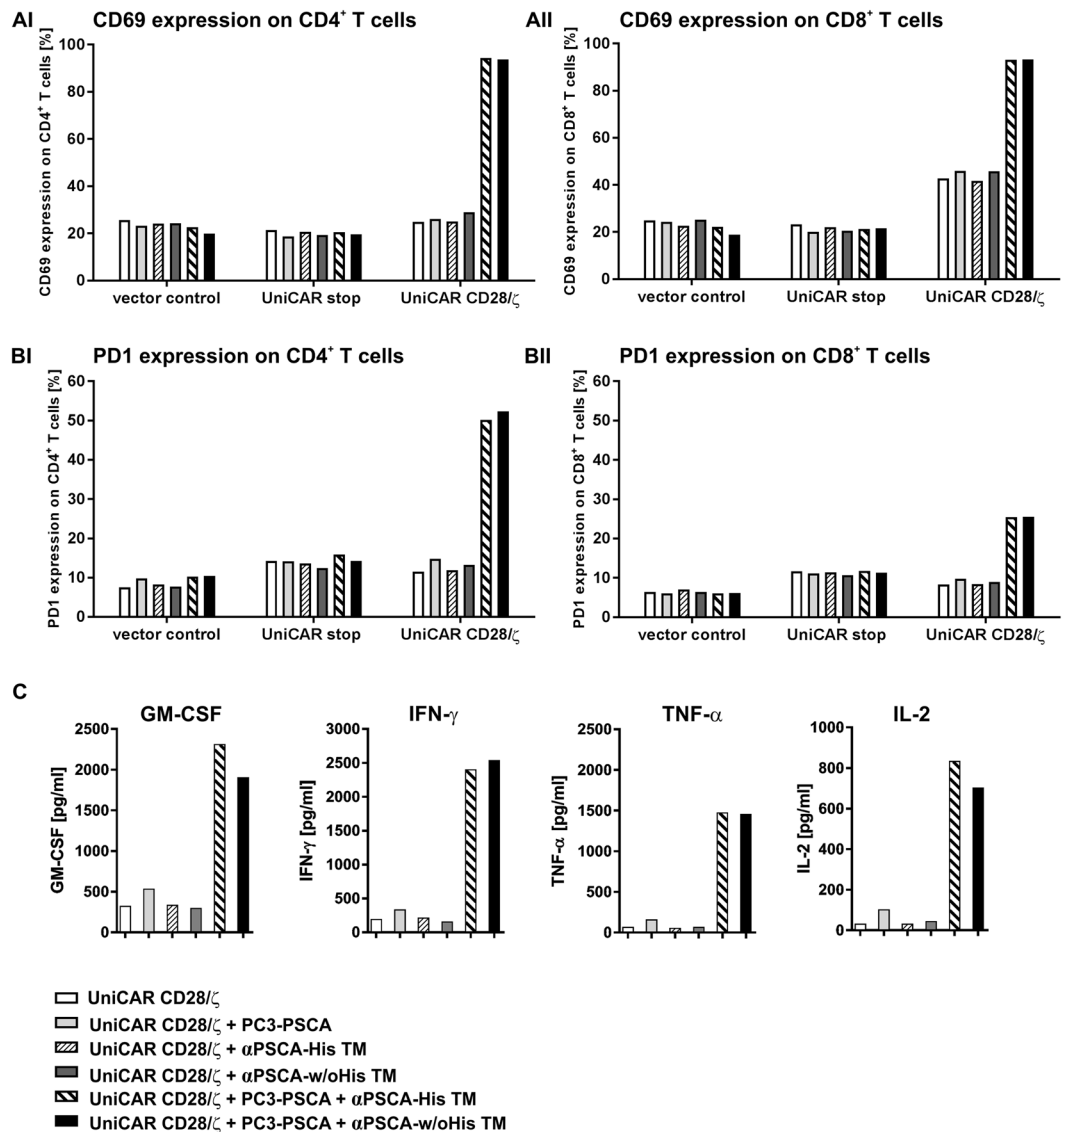 AI CD69 expression on CD4⁺ T cells
CD69 expression on CD4⁺ T cells [%]
100
80
60
40
20
0
vector control UniCAR stop UniCAR CD28/ζ
AII CD69 expression on CD8⁺ T cells
CD69 expression on CD8⁺ T cells [%]
100
80
60
40
20
0
vector control UniCAR stop UniCAR CD28/ζ
BI PD1 expression on CD4⁺ T cells
PD1 expression on CD4⁺ T cells [%]
60
50
40
30
20
10
0
vector control UniCAR stop UniCAR CD28/ζ
BII PD1 expression on CD8⁺ T cells
PD1 expression on CD8⁺ T cells [%]
60
50
40
30
20
10
0
vector control UniCAR stop UniCAR CD28/ζ
C
GM-CSF
GM-CSF [pg/ml]
2500
2000
1500
1000
500
0
IFN-γ
IFN-γ [pg/ml]
3000
2500
2000
1500
1000
500
0
TNF-α
TNF-α [pg/ml]
2500
2000
1500
1000
500
0
IL-2
IL-2 [pg/ml]
1000
800
600
400
200
0
UniCAR CD28/ζ
UniCAR CD28/ζ + PC3-PSCA
UniCAR CD28/ζ + αPSCA-His TM
UniCAR CD28/ζ + αPSCA-w/oHis TM
UniCAR CD28/ζ + PC3-PSCA + αPSCA-His TM
UniCAR CD28/ζ + PC3-PSCA + αPSCA-w/oHis TM